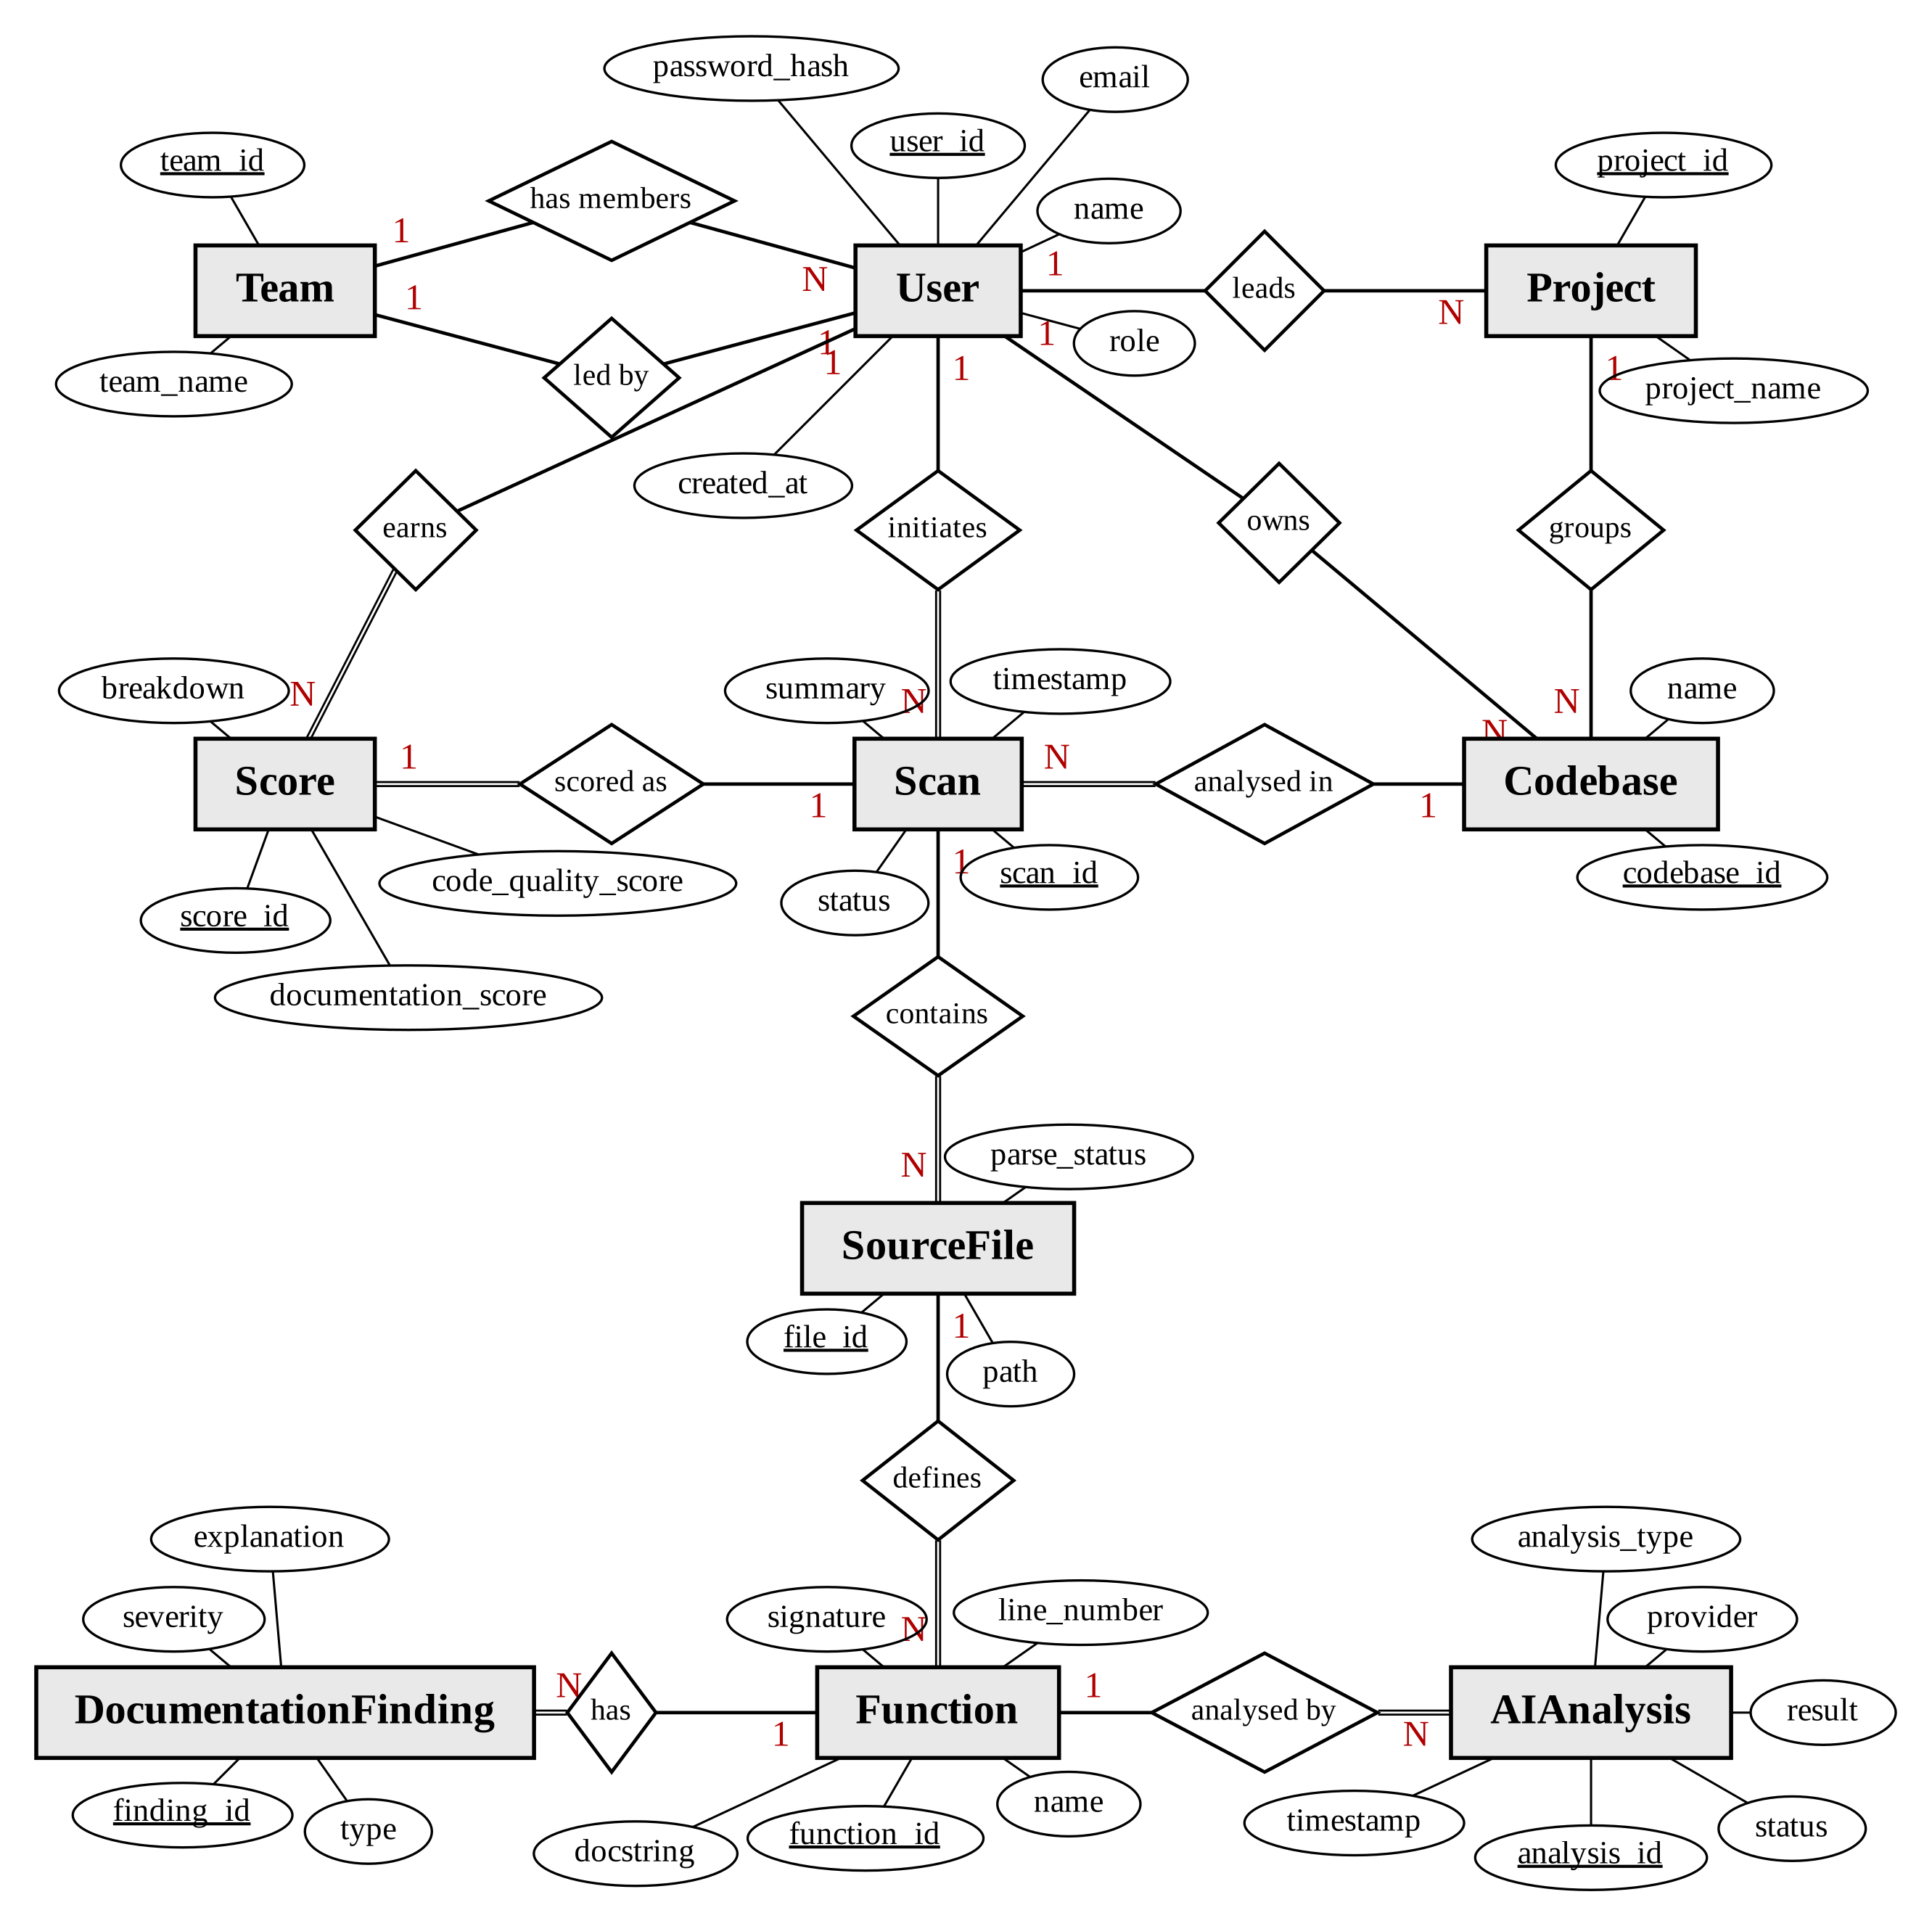 password_hash
email
user_id
team_id
project_id
has members
name
1
1
N
Team
User
leads
Project
1
N
1
role
1
led by
1
1
1
team_name
project_name
created_at
earns
initiates
owns
groups
breakdown
N
summary
N
timestamp
N
name
N
1
N
Score
scored as
Scan
analysed in
Codebase
1
1
code_quality_score
status
1
scan_id
codebase_id
score_id
documentation_score
contains
N
parse_status
SourceFile
file_id
1
path
defines
explanation
analysis_type
severity
signature
N
line_number
provider
N
1
DocumentationFinding
has
Function
analysed by
AIAnalysis
result
1
N
finding_id
type
docstring
function_id
name
timestamp
analysis_id
status